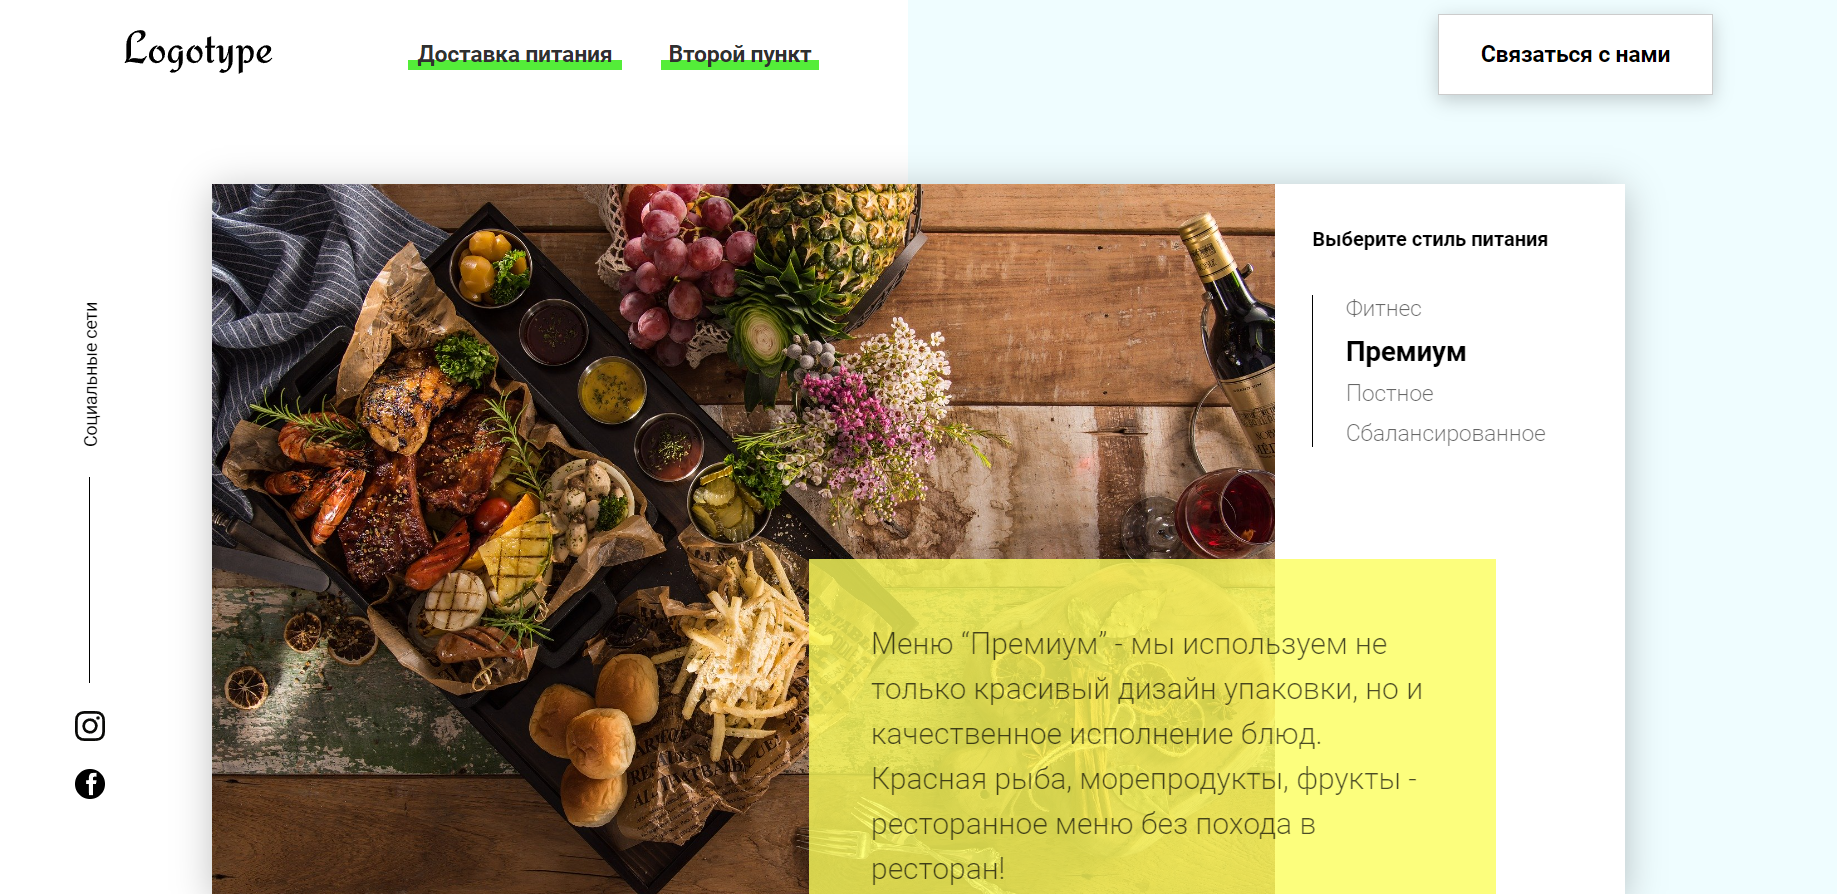 Logotype
Доставка питания
Второй пункт
Связаться с нами
Социальные сети
Выберите стиль питания
Фитнес
Премиум
Постное
Сбалансированное
Меню “Премиум” - мы используем не
только красивый дизайн упаковки, но и
качественное исполнение блюд.
Красная рыба, морепродукты, фрукты -
ресторанное меню без похода в
ресторан!